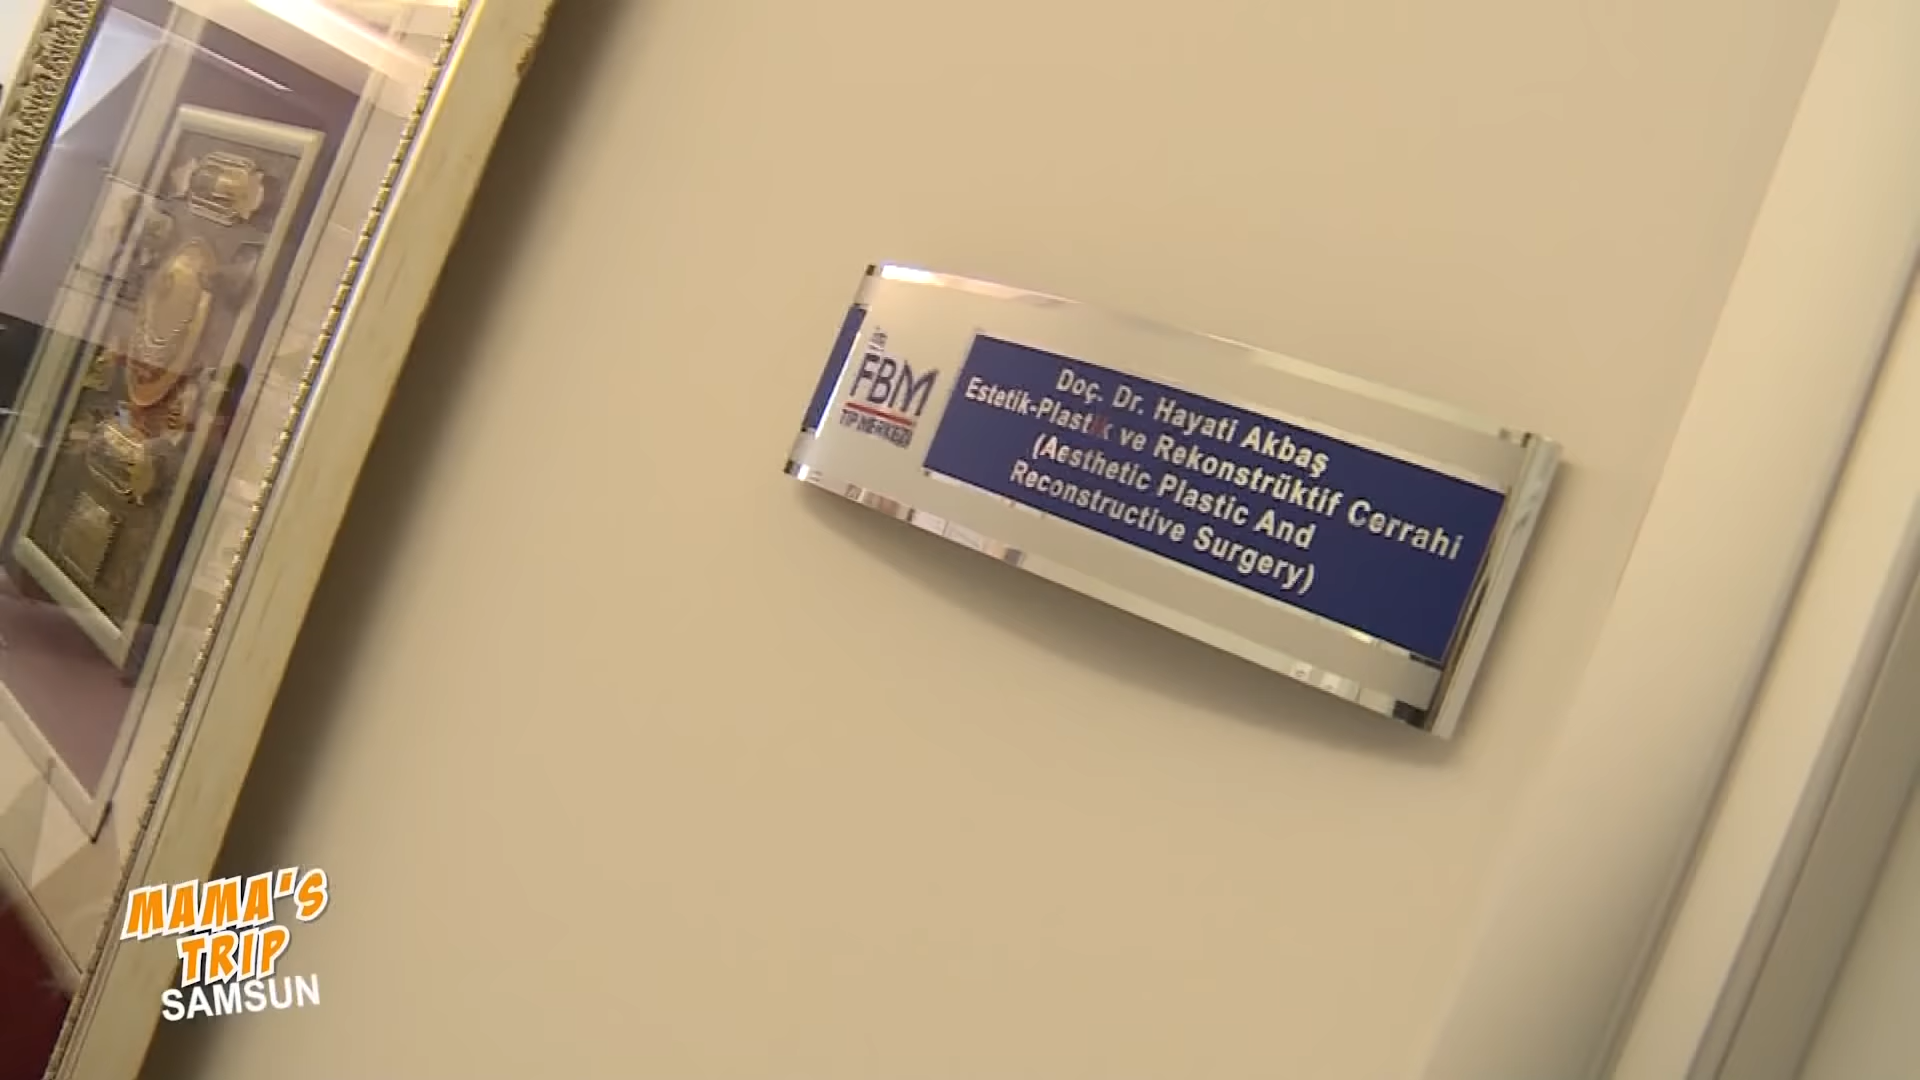 FBM
TIP MERKEZİ
Doç. Dr. Hayati Akbaş
Estetik-Plastik ve Rekonstrüktif Cerrahi
(Aesthetic Plastic And
Reconstructive Surgery)
MAMA'S
TRIP
SAMSUN